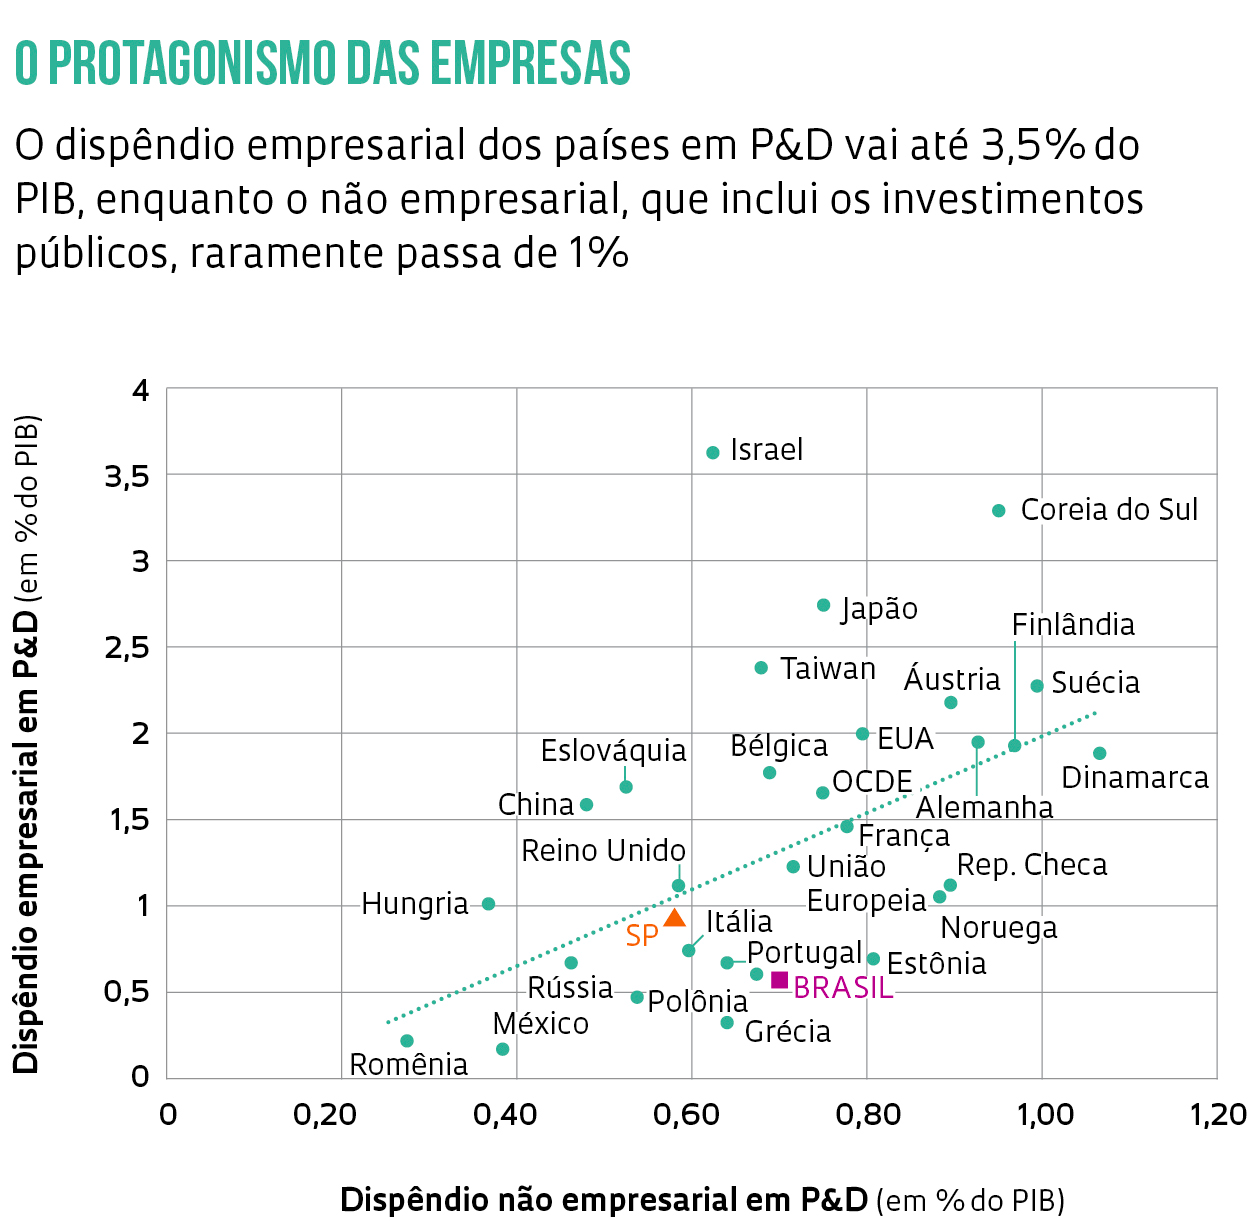 O PROTAGONISMO DAS EMPRESAS
O dispêndio empresarial dos países em P&D vai até 3,5% do
PIB, enquanto o não empresarial, que inclui os investimentos
públicos, raramente passa de 1%
Dispêndio empresarial em P&D (em % do PIB)
4
3,5
3
2,5
2
1,5
1
0,5
0
Israel
Coreia do Sul
Japão
Finlândia
Taiwan
Áustria
Suécia
EUA
Bélgica
Eslováquia
OCDE
Dinamarca
China
Alemanha
França
Reino Unido
União
Europeia
Rep. Checa
Hungria
Noruega
SP
Itália
Portugal
Estônia
Rússia
BRASIL
Polônia
México
Grécia
Romênia
0
0,20
0,40
0,60
0,80
1,00
1,20
Dispêndio não empresarial em P&D (em % do PIB)